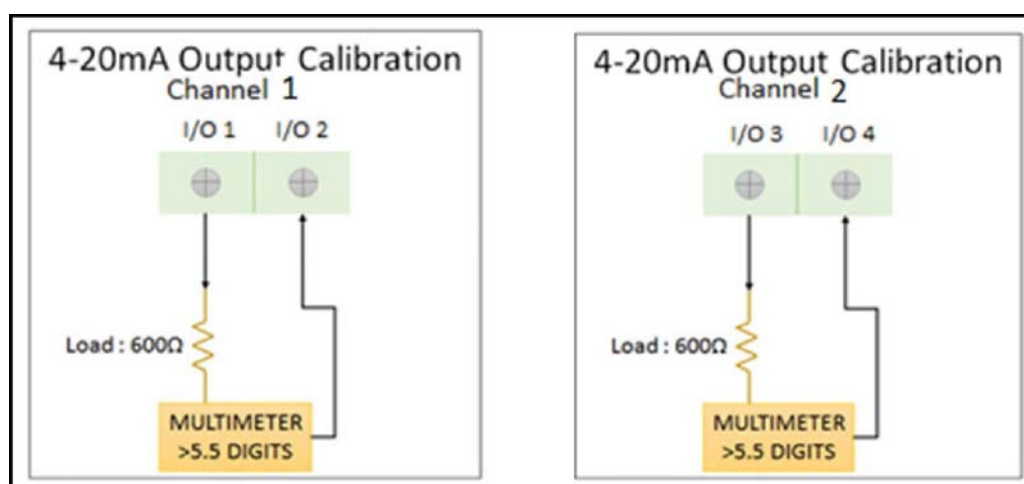 4-20mA Output Calibration
Channel 1
I/O 1 I/O 2
Load : 600Ω
MULTIMETER
>5.5 DIGITS
4-20mA Output Calibration
Channel 2
I/O 3 I/O 4
Load : 600Ω
MULTIMETER
>5.5 DIGITS